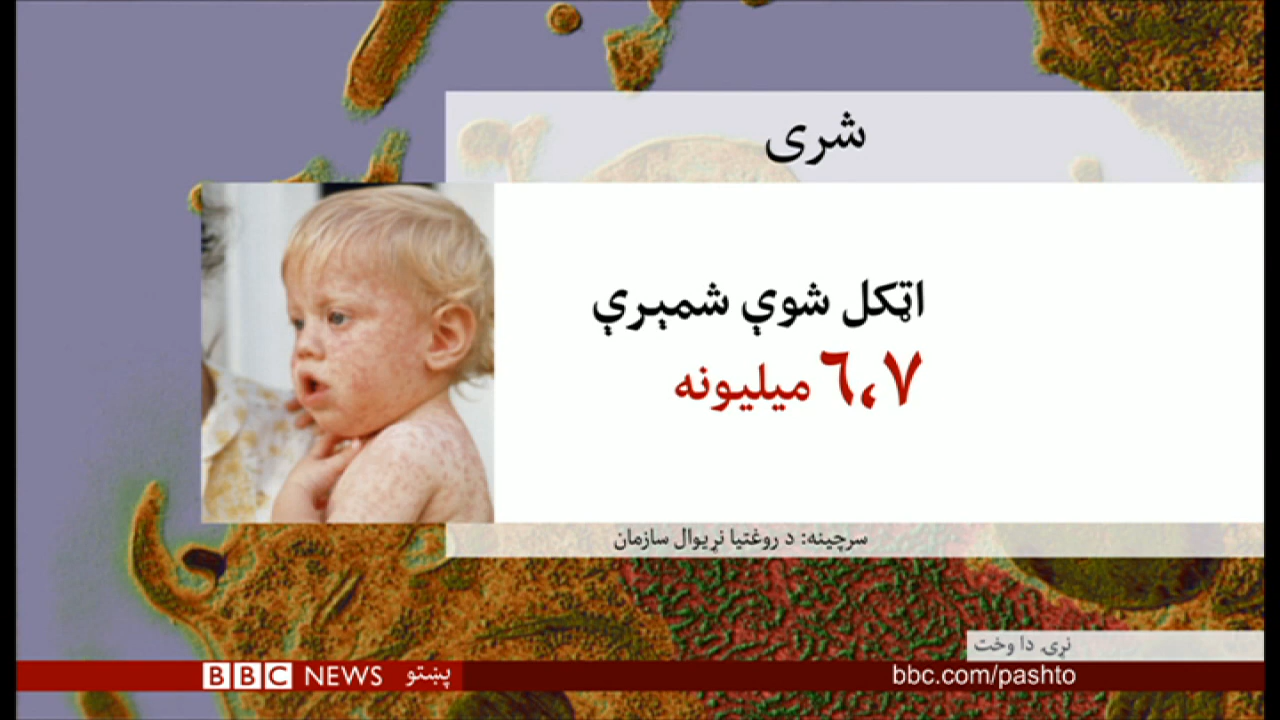 شری
اټکل شوې شمېرې
٦،٧ میلیونه
سرچینه: د روغتیا نړیوال سازمان
نړۍ دا وخت
BBC NEWS پښتو
bbc.com/pashto